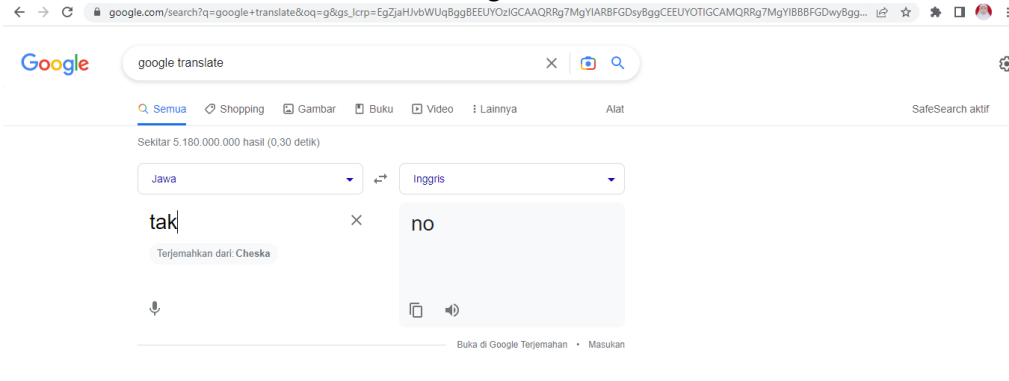 google.com/search?q=google+translate&oq=g&gs_lcrp=EgZjaHJvbWUqBggBEEUYOzIGCAAQRRg7MgYIARBFGDsyBggCEEUYOTIGCAMQRRg7MgYIBBBFGDwyBgg...
Google
google translate
Semua Shopping Gambar Buku Video Lainnya Alat SafeSearch aktif
Sekitar 5.180.000.000 hasil (0,30 detik)
Jawa Inggris
tak no
Terjemahkan dari: Cheska
Buka di Google Terjemahan • Masukan